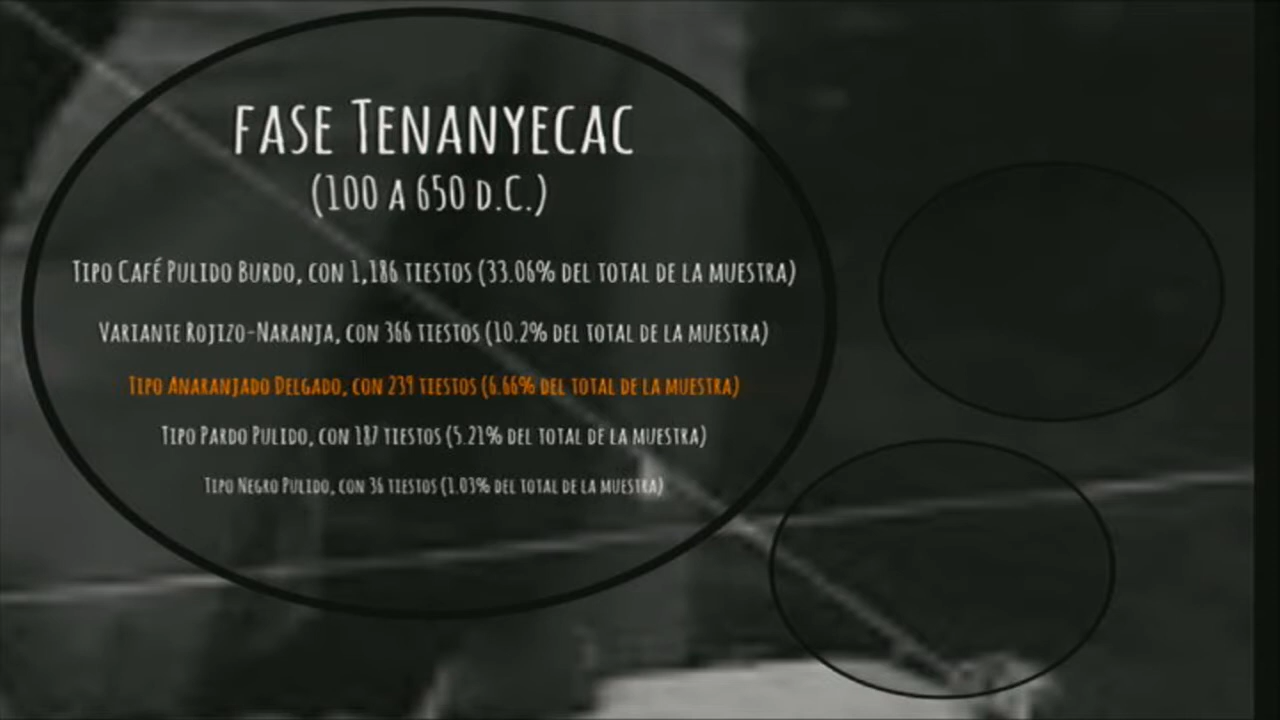 FASE TENANYECAC
(100 A 650 D.C.)
TIPO CAFÉ PULIDO BURDO, CON 1,186 TIESTOS (33.06% DEL TOTAL DE LA MUESTRA)
VARIANTE ROJIZO-NARANJA, CON 366 TIESTOS (10.2% DEL TOTAL DE LA MUESTRA)
TIPO ANARANJADO DELGADO, CON 239 TIESTOS (6.66% DEL TOTAL DE LA MUESTRA)
TIPO PARDO PULIDO, CON 187 TIESTOS (5.21% DEL TOTAL DE LA MUESTRA)
TIPO NEGRO PULIDO, CON 36 TIESTOS (1.03% DEL TOTAL DE LA MUESTRA)